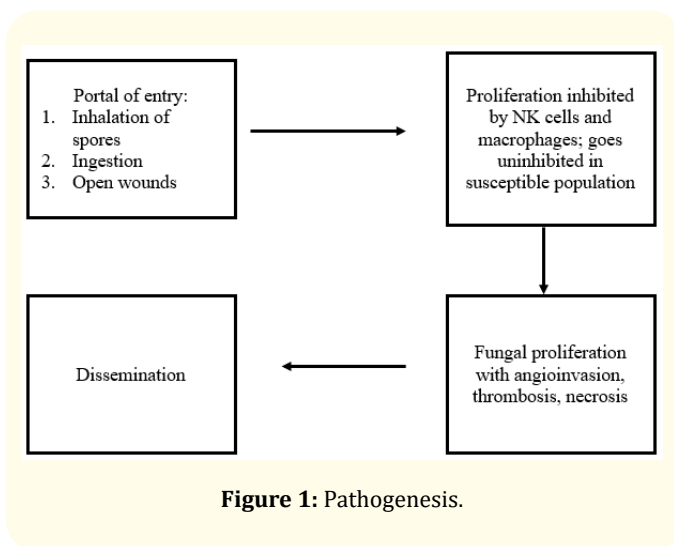 Portal of entry:
1. Inhalation of
spores
2. Ingestion
3. Open wounds
Proliferation inhibited
by NK cells and
macrophages; goes
uninhibited in
susceptible population
Fungal proliferation
with angioinvasion,
thrombosis, necrosis
Dissemination
Figure 1: Pathogenesis.